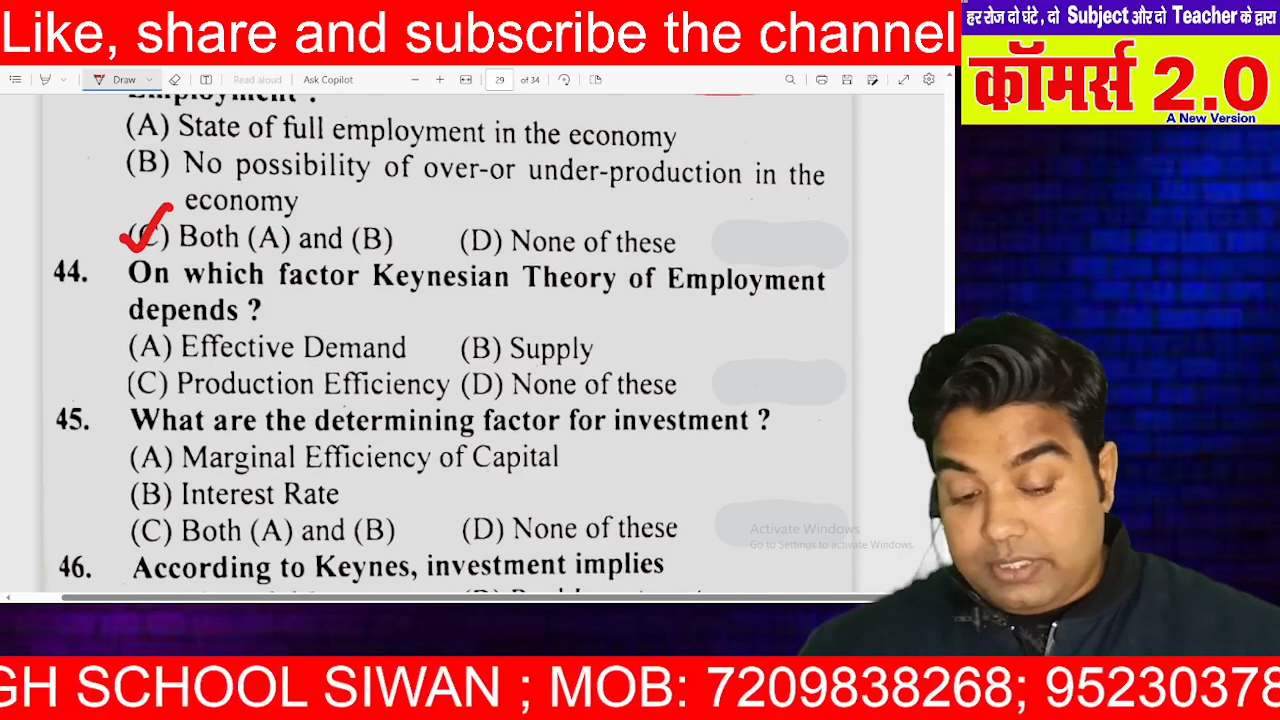 Like, share and subscribe the channel
हर रोज दो घंटे, दो Subject और दो Teacher के द्वारा
कॉमर्स 2.0
A New Version
Draw
Read aloud
Ask Copilot
29 of 34
Employment ?
(A) State of full employment in the economy
(B) No possibility of over-or under-production in the
economy
(C) Both (A) and (B) (D) None of these
44. On which factor Keynesian Theory of Employment
depends ?
(A) Effective Demand (B) Supply
(C) Production Efficiency (D) None of these
45. What are the determining factor for investment ?
(A) Marginal Efficiency of Capital
(B) Interest Rate
(C) Both (A) and (B) (D) None of these
Activate Windows
Go to Settings to activate Windows.
46. According to Keynes, investment implies
GH SCHOOL SIWAN ; MOB: 7209838268; 95230378